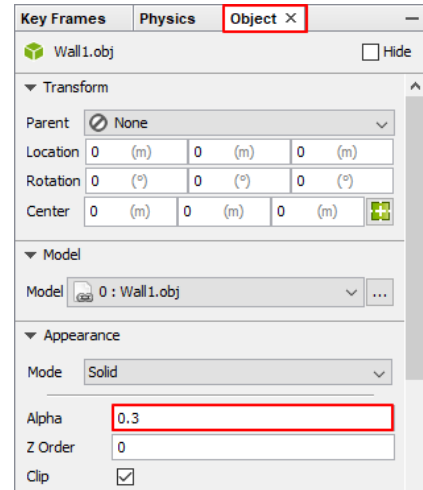 Key Frames Physics Object ×
Wall1.obj Hide
Transform
Parent None
Location 0 (m) 0 (m) 0 (m)
Rotation 0 (°) 0 (°) 0 (°)
Center 0 (m) 0 (m) 0 (m)
Model
Model 0 : Wall1.obj ...
Appearance
Mode Solid
Alpha 0.3
Z Order 0
Clip